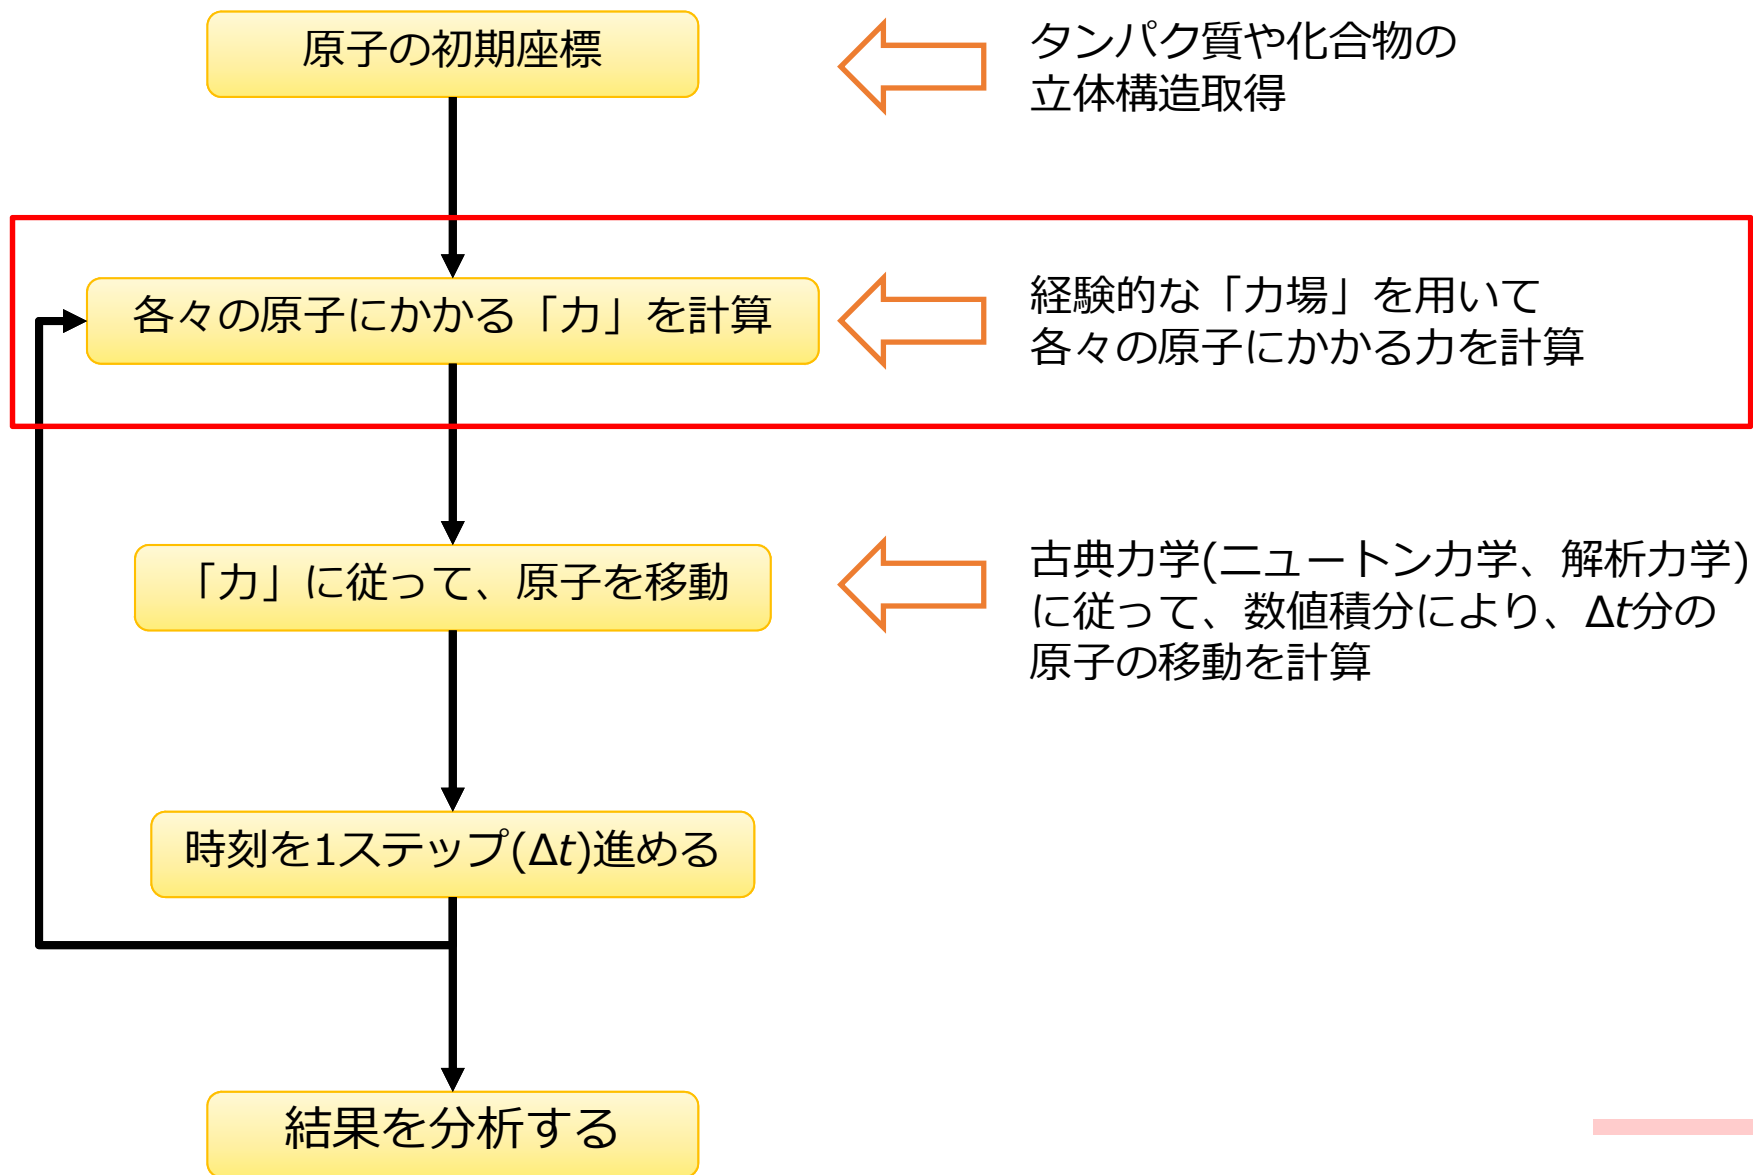 原子の初期座標
タンパク質や化合物の
立体構造取得
各々の原子にかかる「力」を計算
経験的な「力場」を用いて
各々の原子にかかる力を計算
「力」に従って、原子を移動
古典力学(ニュートン力学、解析力学)
に従って、数値積分により、Δt分の
原子の移動を計算
時刻を1ステップ(Δt)進める
結果を分析する